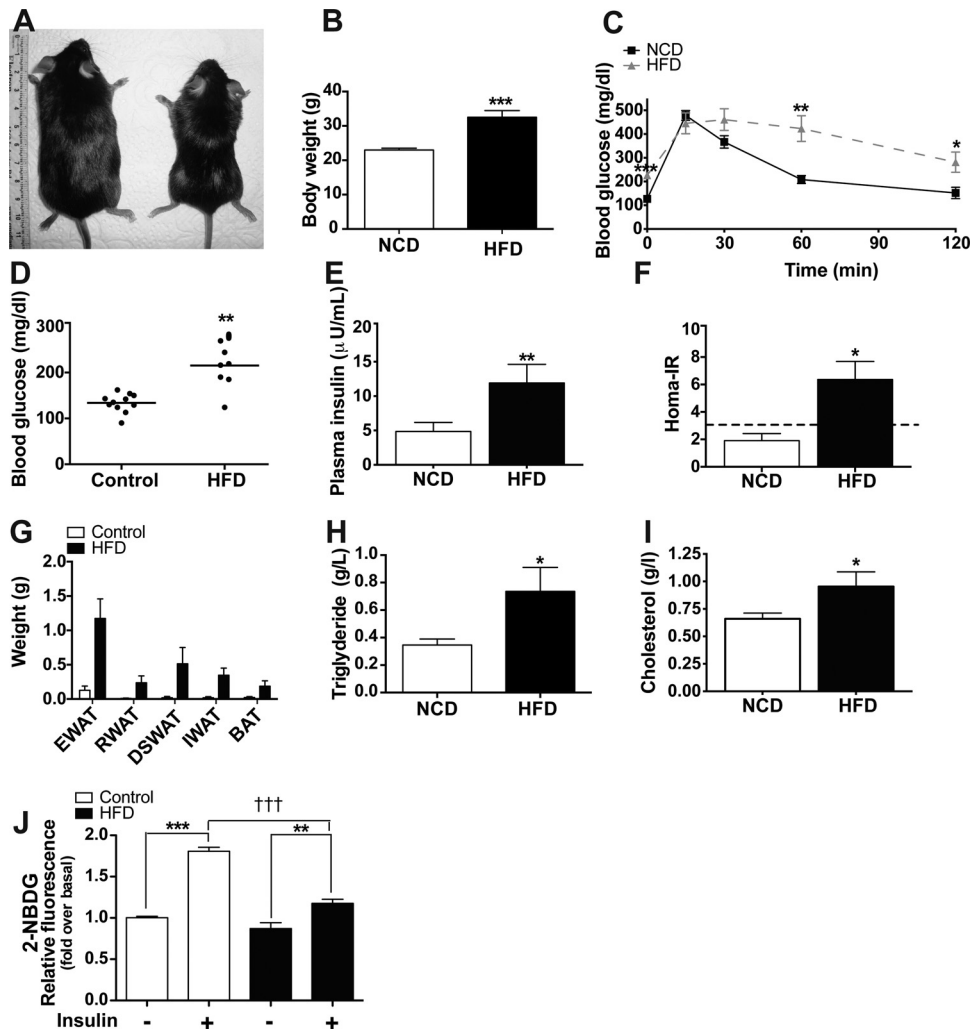 A
B
Body weight (g)
40
30
20
10
0
***
NCD
HFD
C
NCD
HFD
Blood glucose (mg/dl)
500
400
300
200
100
0
***
**
*
0
30
60
90
120
Time (min)
D
Blood glucose (mg/dl)
300
200
100
0
**
Control
HFD
E
Plasma insulin (μU/mL)
20
15
10
5
0
**
NCD
HFD
F
Homa-IR
10
8
6
4
2
0
*
NCD
HFD
G
Control
HFD
Weight (g)
2.0
1.5
1.0
0.5
0.0
EWAT
RWAT
DSWAT
IWAT
BAT
H
Triglyderide (g/L)
1.0
0.8
0.6
0.4
0.2
0.0
*
NCD
HFD
I
Cholesterol (g/l)
1.25
1.00
0.75
0.50
0.25
0.00
*
NCD
HFD
J
Control
HFD
2-NBDG
Relative fluorescence
(fold over basal)
2.0
1.5
1.0
0.5
0.0
***
†††
**
Insulin - + - +